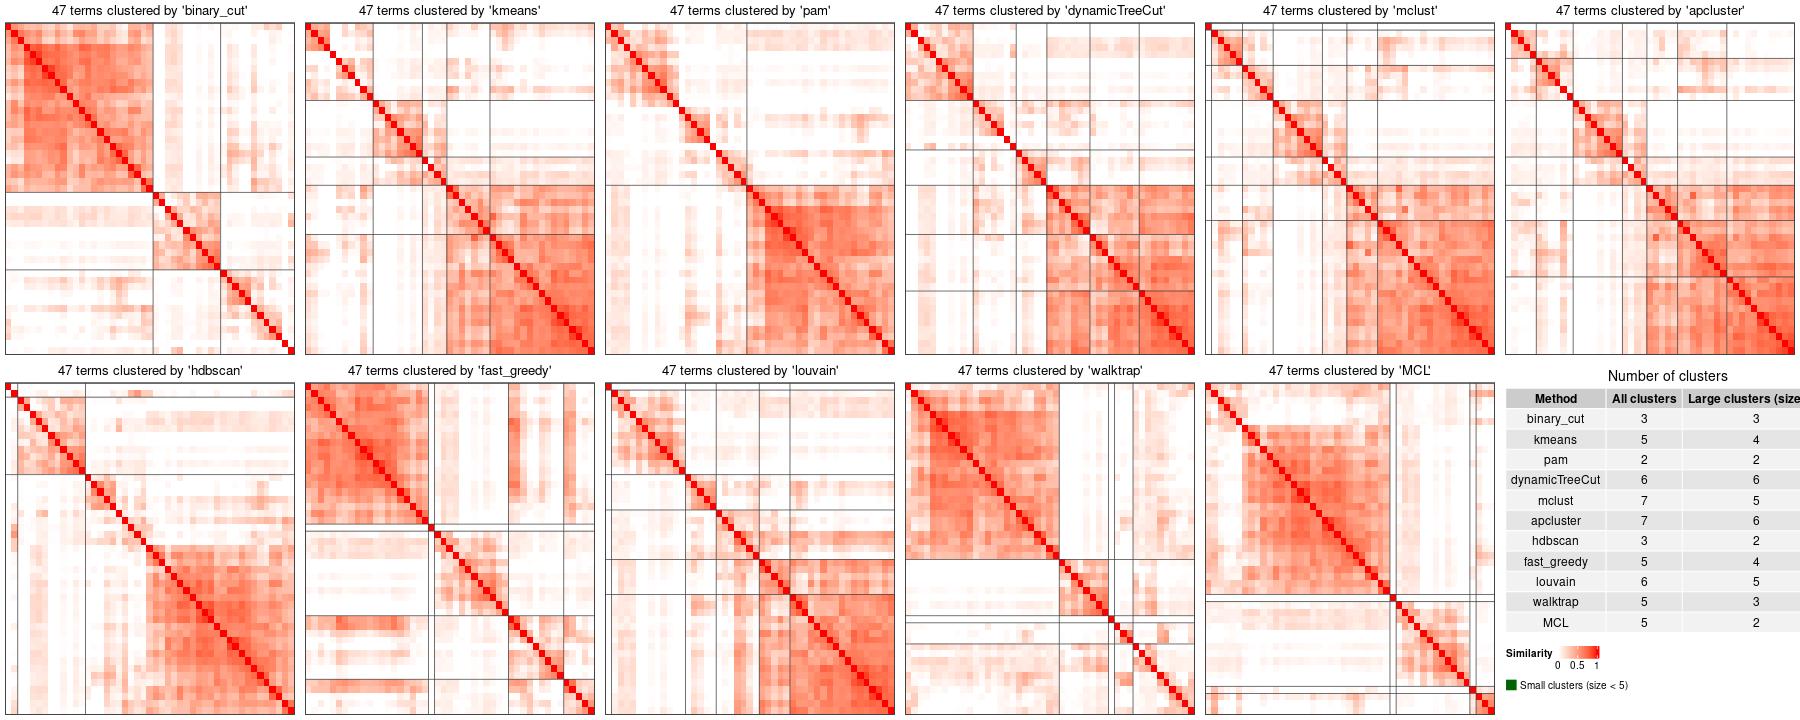 47 terms clustered by 'binary_cut'
47 terms clustered by 'kmeans'
47 terms clustered by 'pam'
47 terms clustered by 'dynamicTreeCut'
47 terms clustered by 'mclust'
47 terms clustered by 'apcluster'
47 terms clustered by 'hdbscan'
47 terms clustered by 'fast_greedy'
47 terms clustered by 'louvain'
47 terms clustered by 'walktrap'
47 terms clustered by 'MCL'
Number of clusters
Method All clusters Large clusters (size
binary_cut 3 3
kmeans 5 4
pam 2 2
dynamicTreeCut 6 6
mclust 7 5
apcluster 7 6
hdbscan 3 2
fast_greedy 5 4
louvain 6 5
walktrap 5 3
MCL 5 2
Similarity
0 0.5 1
Small clusters (size < 5)